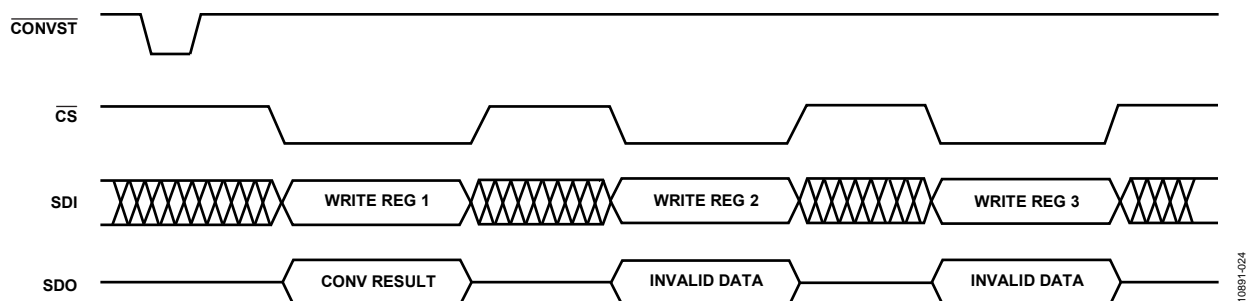 CONVST
CS
SDI WRITE REG 1 WRITE REG 2 WRITE REG 3
SDO CONV RESULT INVALID DATA INVALID DATA
10891-024